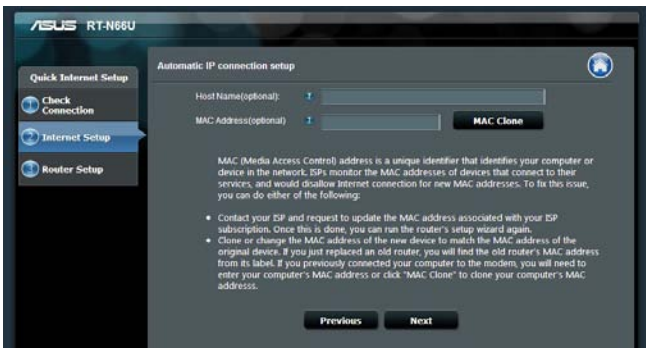 ASUS RT-N66U
Quick Internet Setup
1 Check
Connection
2 Internet Setup
3 Router Setup
Automatic IP connection setup
Host Name(optional):
MAC Address(optional)
MAC Clone
MAC (Media Access Control) address is a unique identifier that identifies your computer or
device in the network. ISPs monitor the MAC addresses of devices that connect to their
services, and would disallow Internet connection for new MAC addresses. To fix this issue,
you can do either of the following:
• Contact your ISP and request to update the MAC address associated with your ISP
subscription. Once this is done, you can run the router's setup wizard again.
• Clone or change the MAC address of the new device to match the MAC address of the
original device. If you just replaced an old router, you will find the old router's MAC address
from its label. If you previously connected your computer to the modem, you will need to
enter your computer's MAC address or click "MAC Clone" to clone your computer's MAC
addresss.
Previous Next